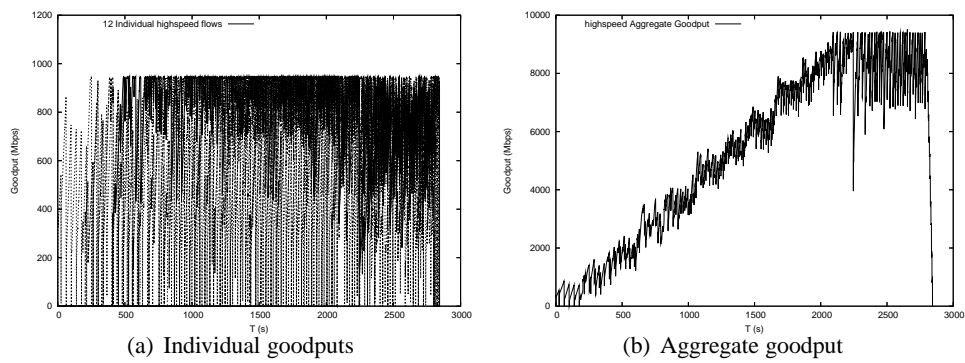 12 Individual highspeed flows
Goodput (Mbps)
1200
1000
800
600
400
200
0
0 500 1000 1500 2000 2500 3000
T (s)
(a) Individual goodputs
highspeed Aggregate Goodput
Goodput (Mbps)
10000
8000
6000
4000
2000
0
0 500 1000 1500 2000 2500 3000
T (s)
(b) Aggregate goodput